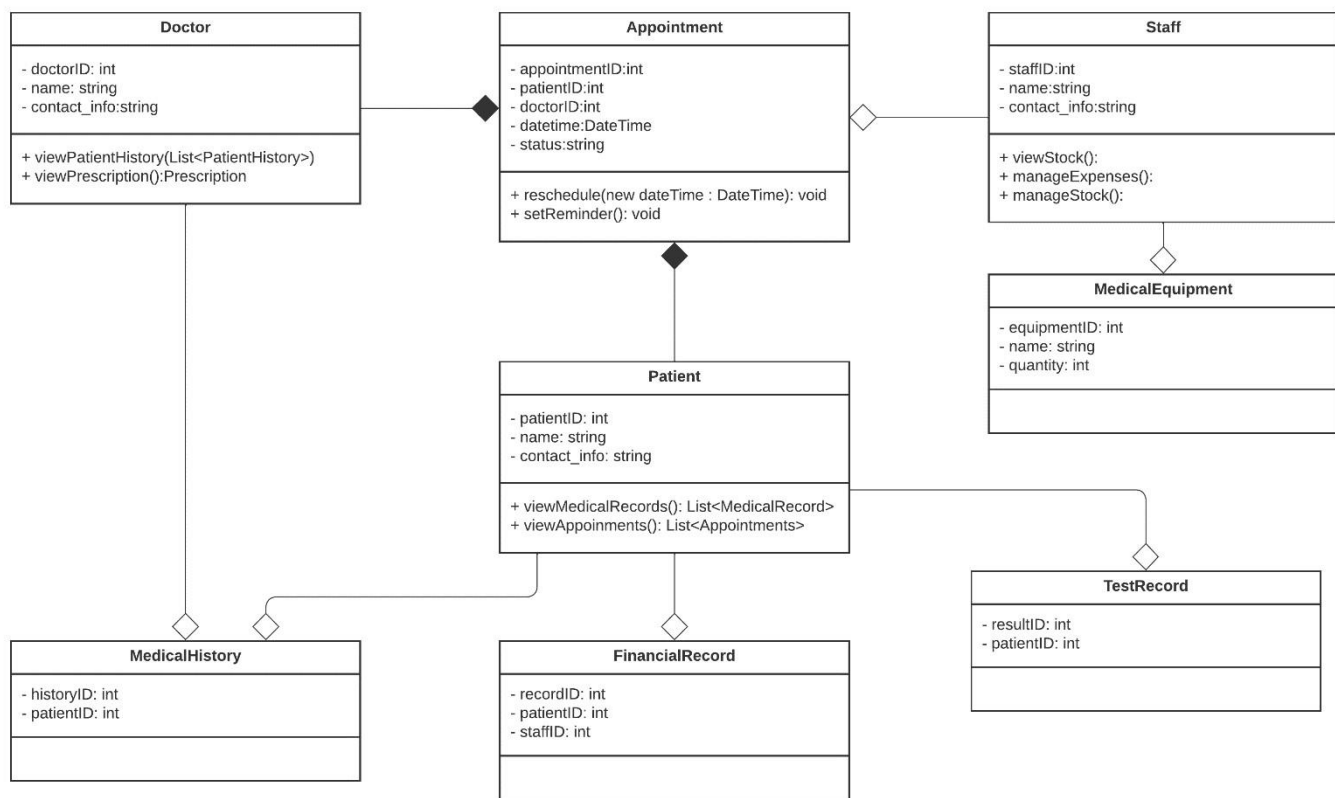 Doctor
- doctorID: int
- name: string
- contact_info:string
+ viewPatientHistory(List<PatientHistory>)
+ viewPrescription():Prescription
Appointment
- appointmentID:int
- patientID:int
- doctorID:int
- datetime:DateTime
- status:string
+ reschedule(new dateTime : DateTime): void
+ setReminder(): void
Staff
- staffID:int
- name:string
- contact_info:string
+ viewStock():
+ manageExpenses():
+ manageStock():
MedicalEquipment
- equipmentID: int
- name: string
- quantity: int
Patient
- patientID: int
- name: string
- contact_info: string
+ viewMedicalRecords(): List<MedicalRecord>
+ viewAppoinments(): List<Appointments>
TestRecord
- resultID: int
- patientID: int
MedicalHistory
- historyID: int
- patientID: int
FinancialRecord
- recordID: int
- patientID: int
- staffID: int